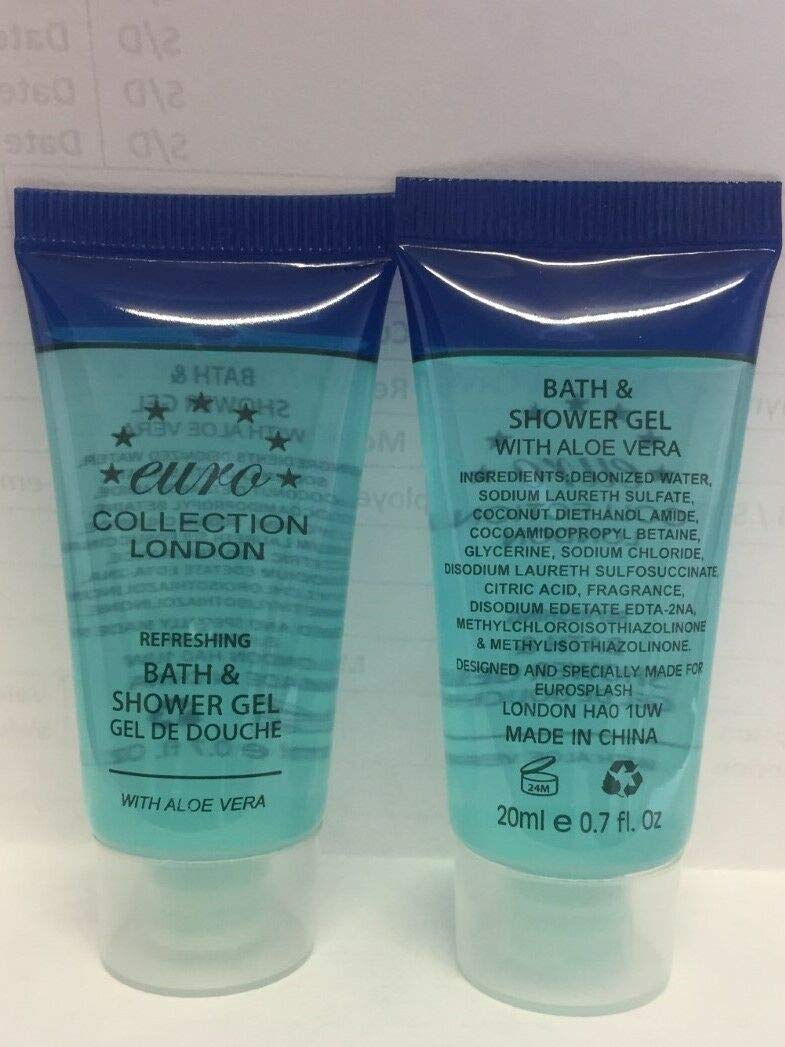 S/D Date
S/D Date
S/D Date
euro
COLLECTION
LONDON
REFRESHING
BATH &
SHOWER GEL
GEL DE DOUCHE
WITH ALOE VERA
BATH &
SHOWER GEL
WITH ALOE VERA
INGREDIENTS:DEIONIZED WATER,
SODIUM LAURETH SULFATE,
COCONUT DIETHANOL AMIDE,
COCOAMIDOPROPYL BETAINE,
GLYCERINE, SODIUM CHLORIDE,
DISODIUM LAURETH SULFOSUCCINATE,
CITRIC ACID, FRAGRANCE,
DISODIUM EDETATE EDTA-2NA,
METHYLCHLOROISOTHIAZOLINONE
& METHYLISOTHIAZOLINONE.
DESIGNED AND SPECIALLY MADE FOR
EUROSPLASH
LONDON HA0 1UW
MADE IN CHINA
24M
20ml e 0.7 fl. Oz